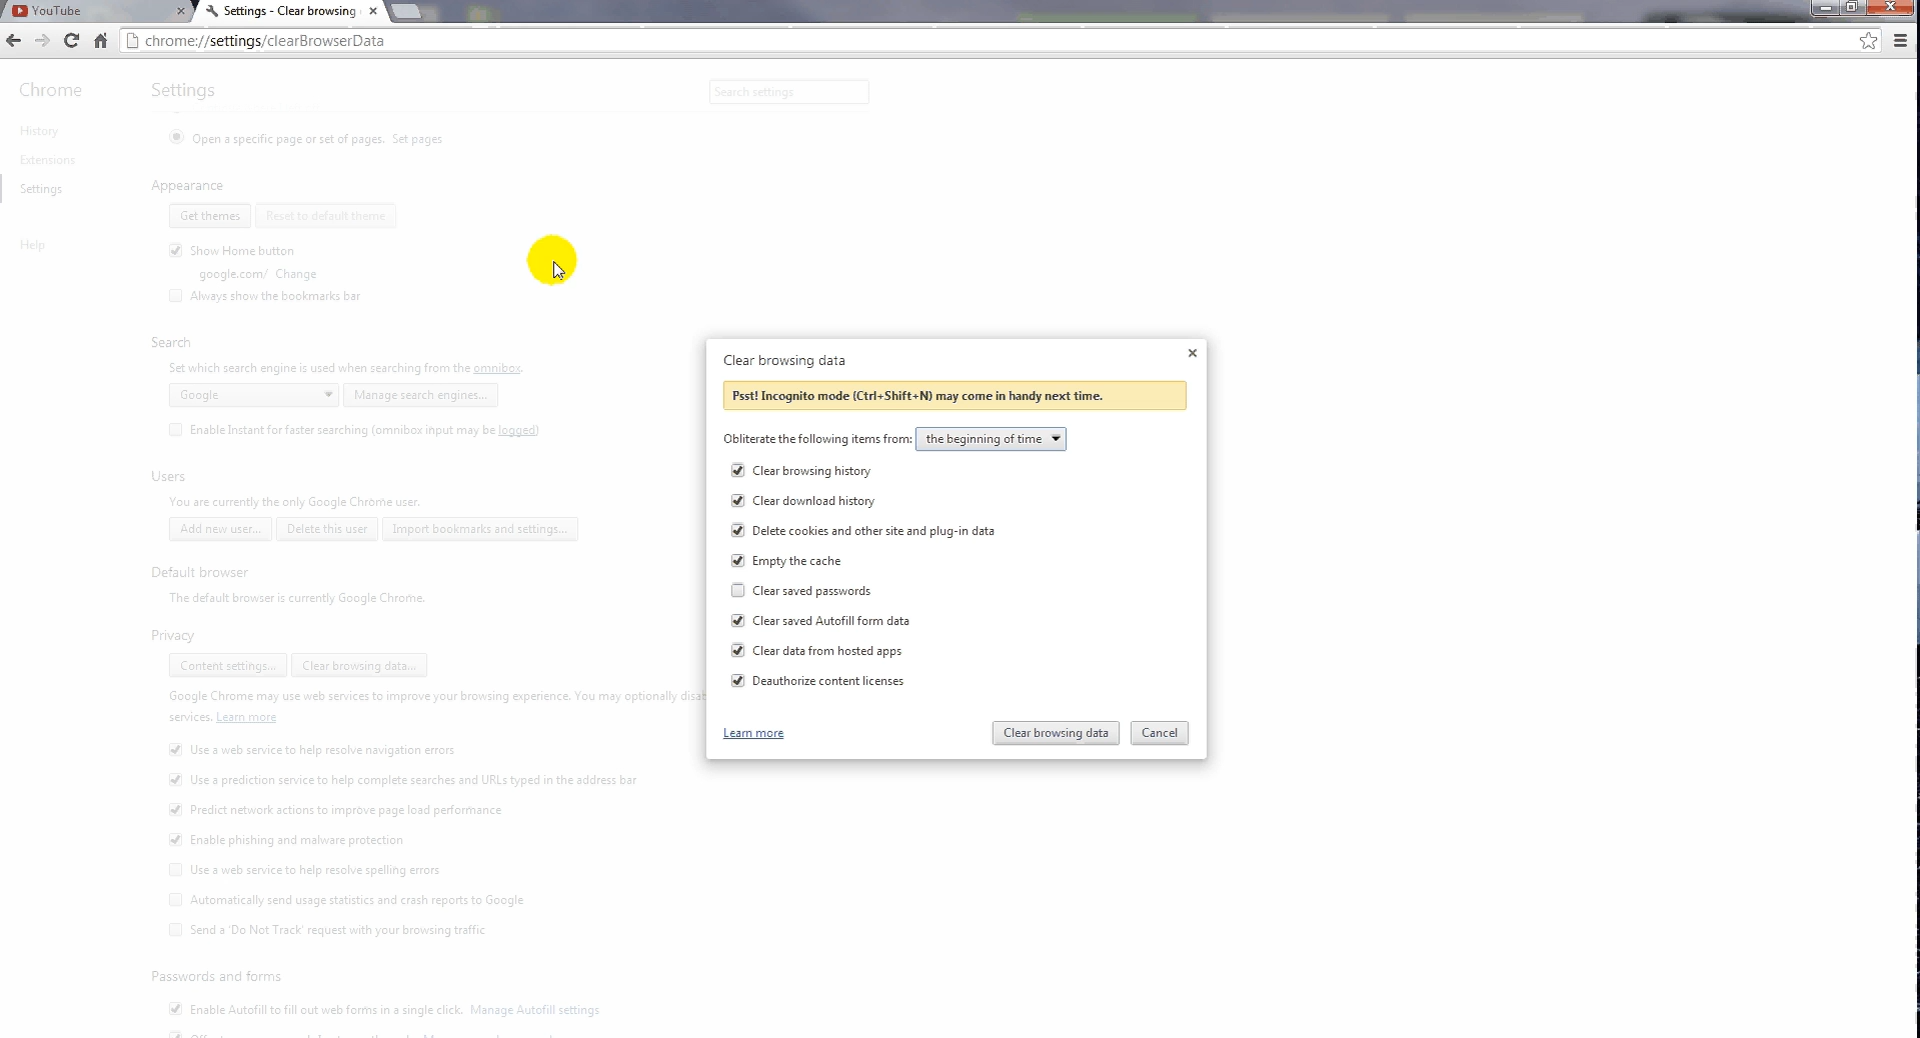 YouTube
Settings - Clear browsing
chrome://settings/clearBrowserData
Chrome
Settings
Search settings
History
Extensions
Settings
Help
Open a specific page or set of pages. Set pages
Appearance
Get themes
Reset to default theme
Show Home button
google.com/ Change
Always show the bookmarks bar
Search
Set which search engine is used when searching from the omnibox.
Google
Manage search engines...
Enable Instant for faster searching (omnibox input may be logged)
Users
You are currently the only Google Chrome user.
Add new user...
Delete this user
Import bookmarks and settings...
Default browser
The default browser is currently Google Chrome.
Privacy
Content settings...
Clear browsing data...
Google Chrome may use web services to improve your browsing experience. You may optionally disab
services. Learn more
Use a web service to help resolve navigation errors
Use a prediction service to help complete searches and URLs typed in the address bar
Predict network actions to improve page load performance
Enable phishing and malware protection
Use a web service to help resolve spelling errors
Automatically send usage statistics and crash reports to Google
Send a 'Do Not Track' request with your browsing traffic
Passwords and forms
Enable Autofill to fill out web forms in a single click. Manage Autofill settings
Clear browsing data
Psst! Incognito mode (Ctrl+Shift+N) may come in handy next time.
Obliterate the following items from: the beginning of time
Clear browsing history
Clear download history
Delete cookies and other site and plug-in data
Empty the cache
Clear saved passwords
Clear saved Autofill form data
Clear data from hosted apps
Deauthorize content licenses
Learn more
Clear browsing data
Cancel